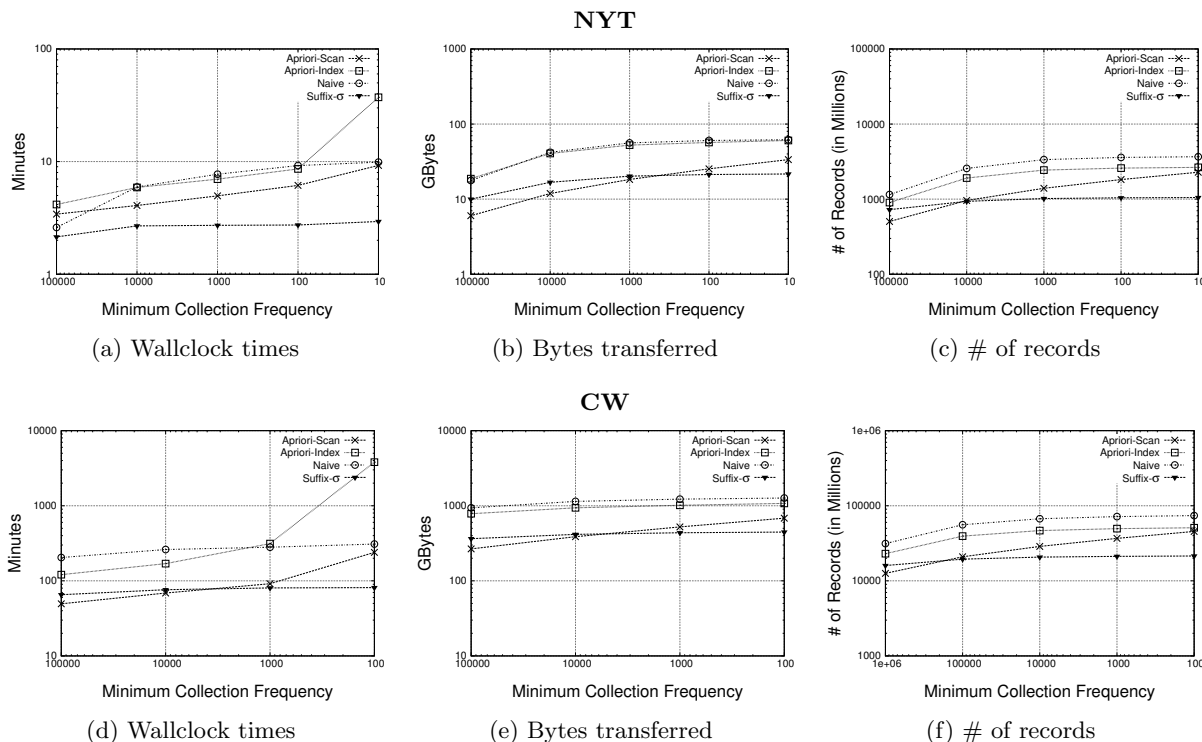 NYT
Minutes
100
10
1
100000
10000
1000
100
10
Minimum Collection Frequency
Apriori-Scan
Apriori-Index
Naive
Suffix-σ
(a) Wallclock times
GBytes
1000
100
10
1
100000
10000
1000
100
10
Minimum Collection Frequency
Apriori-Scan
Apriori-Index
Naive
Suffix-σ
(b) Bytes transferred
# of Records (in Millions)
100000
10000
1000
100
100000
10000
1000
100
10
Minimum Collection Frequency
Apriori-Scan
Apriori-Index
Naive
Suffix-σ
(c) # of records
CW
Minutes
10000
1000
100
10
100000
10000
1000
100
Minimum Collection Frequency
Apriori-Scan
Apriori-Index
Naive
Suffix-σ
(d) Wallclock times
GBytes
10000
1000
100
10
100000
10000
1000
100
Minimum Collection Frequency
Apriori-Scan
Apriori-Index
Naive
Suffix-σ
(e) Bytes transferred
# of Records (in Millions)
1e+06
100000
10000
1000
1e+06
100000
10000
1000
100
Minimum Collection Frequency
Apriori-Scan
Apriori-Index
Naive
Suffix-σ
(f) # of records